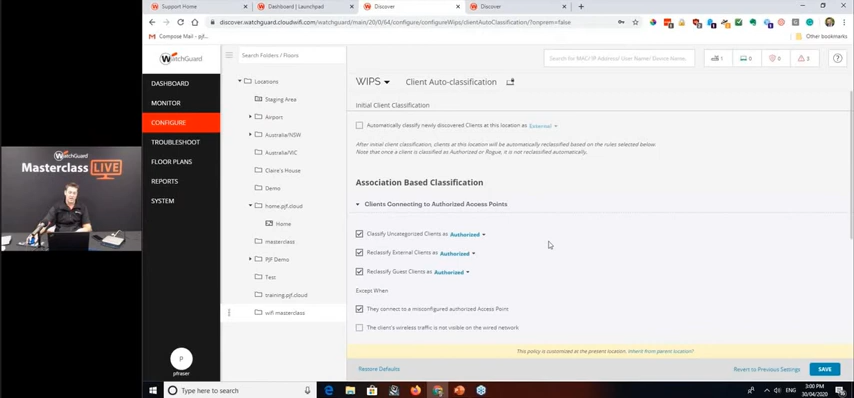 Support Home
Dashboard | Launchpad
Discover
Discover
discover.watchguard.cloudwifi.com/watchguard/main/20/0/64/configure/configureWips/clientAutoClassification/?onprem=false
Compose Mail - pjf...
Other bookmarks
WatchGuard
Search Folders / Floors
Search for MAC/IP Address/ User Name/ Device Name.
1
0
0
3
DASHBOARD
MONITOR
CONFIGURE
TROUBLESHOOT
FLOOR PLANS
REPORTS
SYSTEM
WatchGuard
Masterclass LIVE
Locations
Staging Area
Airport
Australia/NSW
Australia/VIC
Claire's House
Demo
home.pjf.cloud
Home
masterclass
PJF Demo
Test
training.pjf.cloud
wifi masterclass
WIPS
Client Auto-classification
Initial Client Classification
Automatically classify newly discovered Clients at this location as External
After initial client classification, clients at this location will be automatically reclassified based on the rules selected below.
Note that once a client is classified as Authorized or Rogue, it is not reclassified automatically.
Association Based Classification
Clients Connecting to Authorized Access Points
Classify Uncategorized Clients as Authorized
Reclassify External Clients as Authorized
Reclassify Guest Clients as Authorized
Except When
They connect to a misconfigured authorized Access Point
The client's wireless traffic is not visible on the wired network
This policy is customized at the present location. Inherit from parent location?
Restore Defaults
Revert to Previous Settings
SAVE
P
pfraser
Type here to search
ENG
3:00 PM
30/04/2020